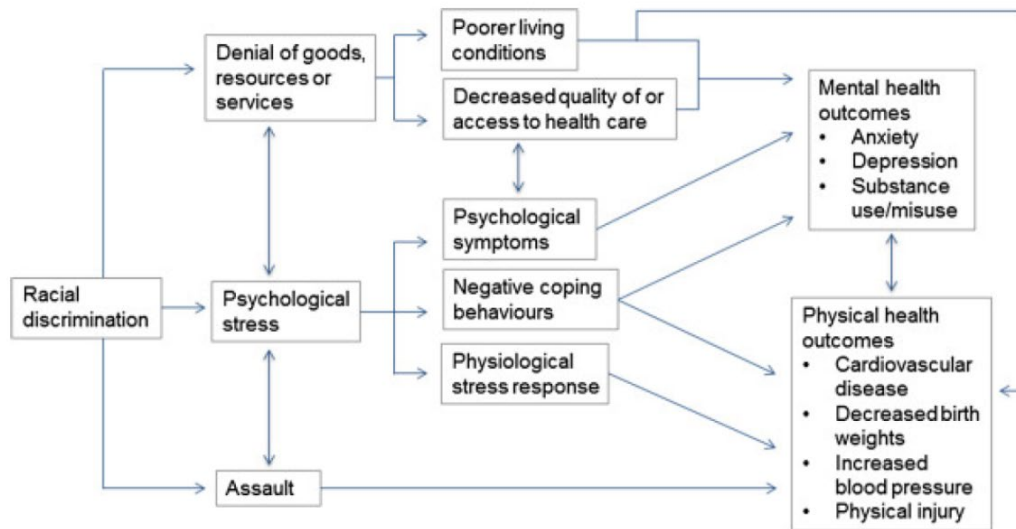 Racial
discrimination
Denial of goods,
resources or
services
Psychological
stress
Assault
Poorer living
conditions
Decreased quality of or
access to health care
Psychological
symptoms
Negative coping
behaviours
Physiological
stress response
Mental health
outcomes
• Anxiety
• Depression
• Substance
use/misuse
Physical health
outcomes
• Cardiovascular
disease
• Decreased birth
weights
• Increased
blood pressure
• Physical injury